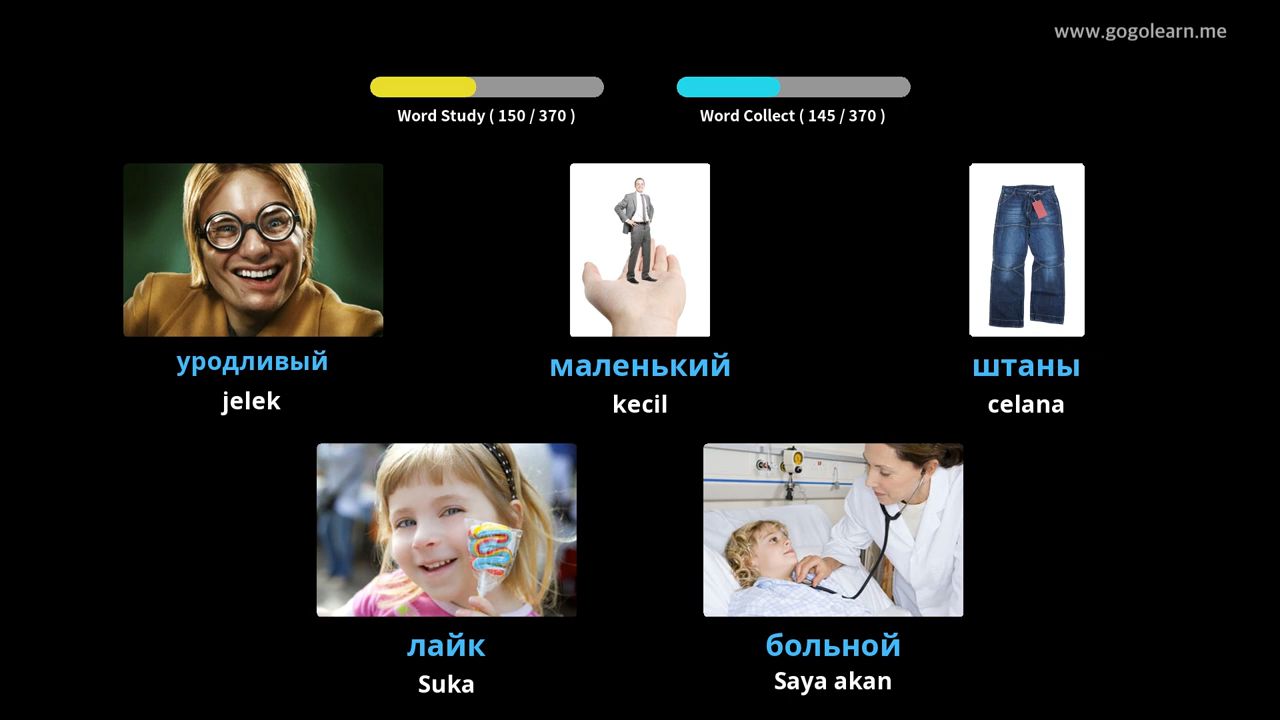 www.gogolearn.me
Word Study ( 150 / 370 )
Word Collect ( 145 / 370 )
уродливый
jelek
маленький
kecil
штаны
celana
лайк
Suka
больной
Saya akan